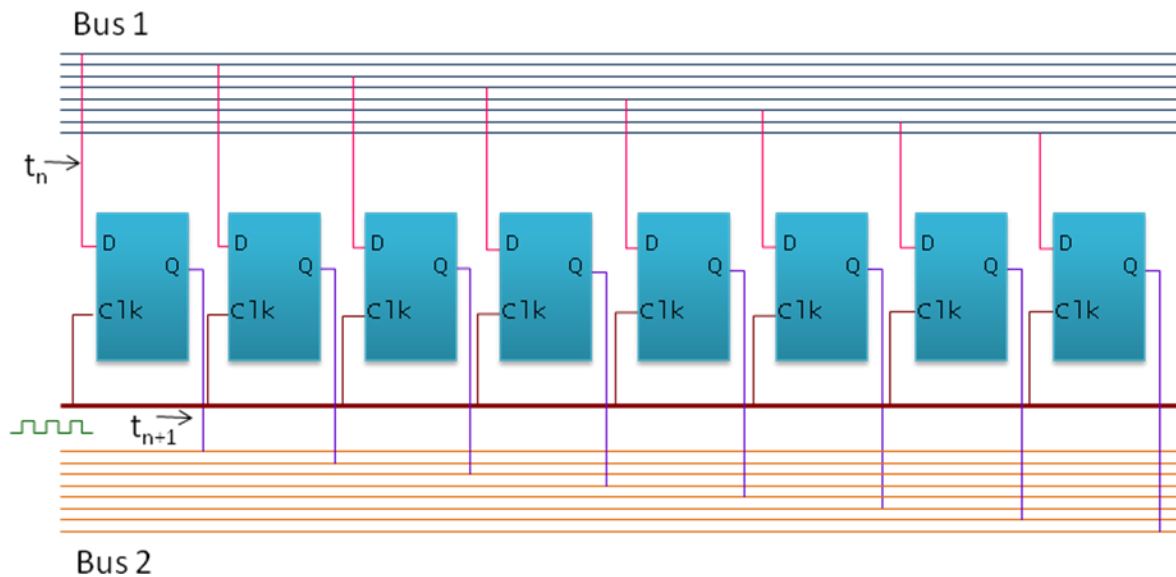 Bus 1
tn
D D D D D D D D
Q Q Q Q Q Q Q Q
Clk Clk Clk Clk Clk Clk Clk Clk
tn+1
Bus 2